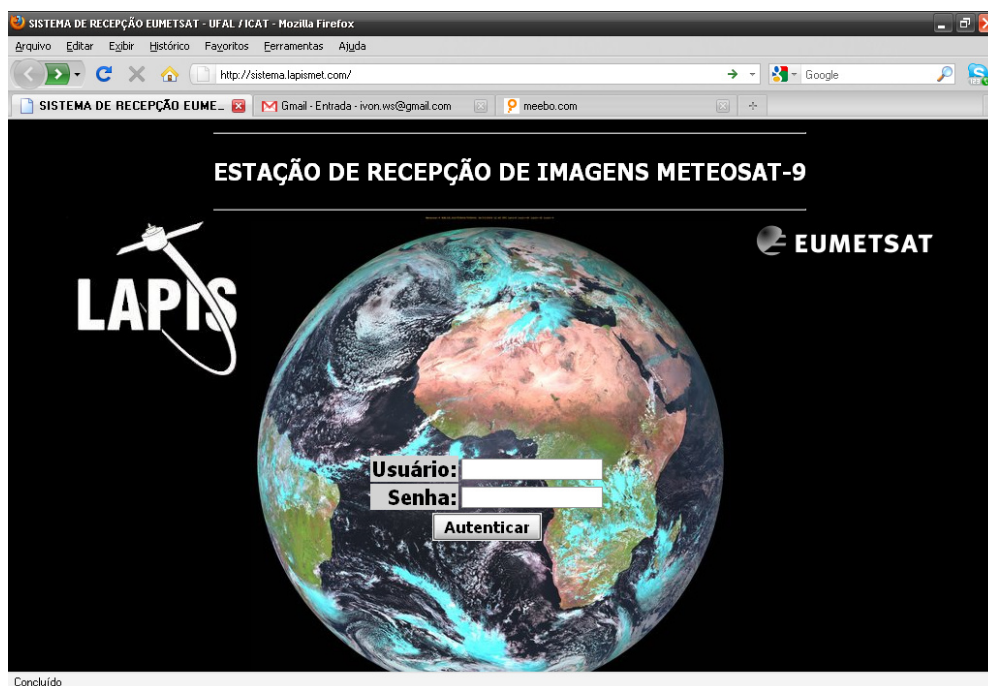 SISTEMA DE RECEPÇÃO EUMETSAT - UFAL / ICAT - Mozilla Firefox
Arquivo Editar Exibir Histórico Favoritos Ferramentas Ajuda
http://sistema.lapismet.com/ Google
SISTEMA DE RECEPÇÃO EUME... Gmail - Entrada - ivon.ws@gmail.com meebo.com
ESTAÇÃO DE RECEPÇÃO DE IMAGENS METEOSAT-9
LAPIS
EUMETSAT
Usuário:
Senha:
Autenticar
Concluído